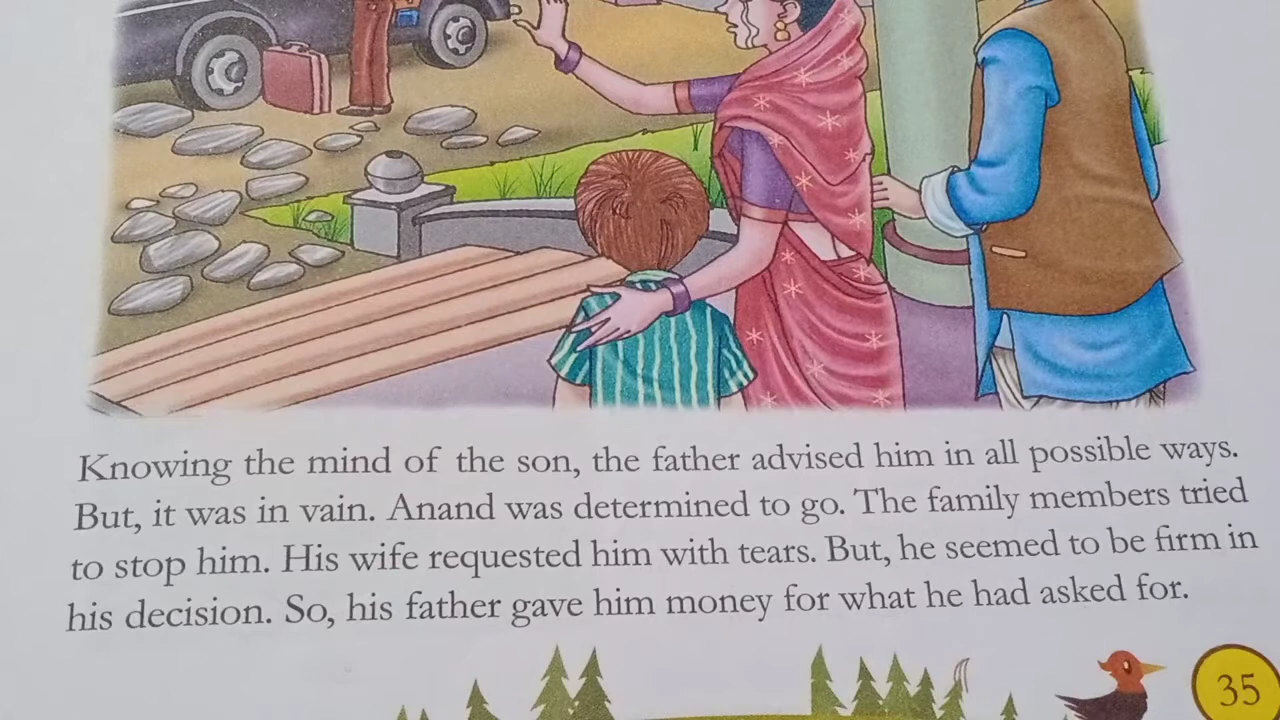 Knowing the mind of the son, the father advised him in all possible ways.
But, it was in vain. Anand was determined to go. The family members tried
to stop him. His wife requested him with tears. But, he seemed to be firm in
his decision. So, his father gave him money for what he had asked for.
35